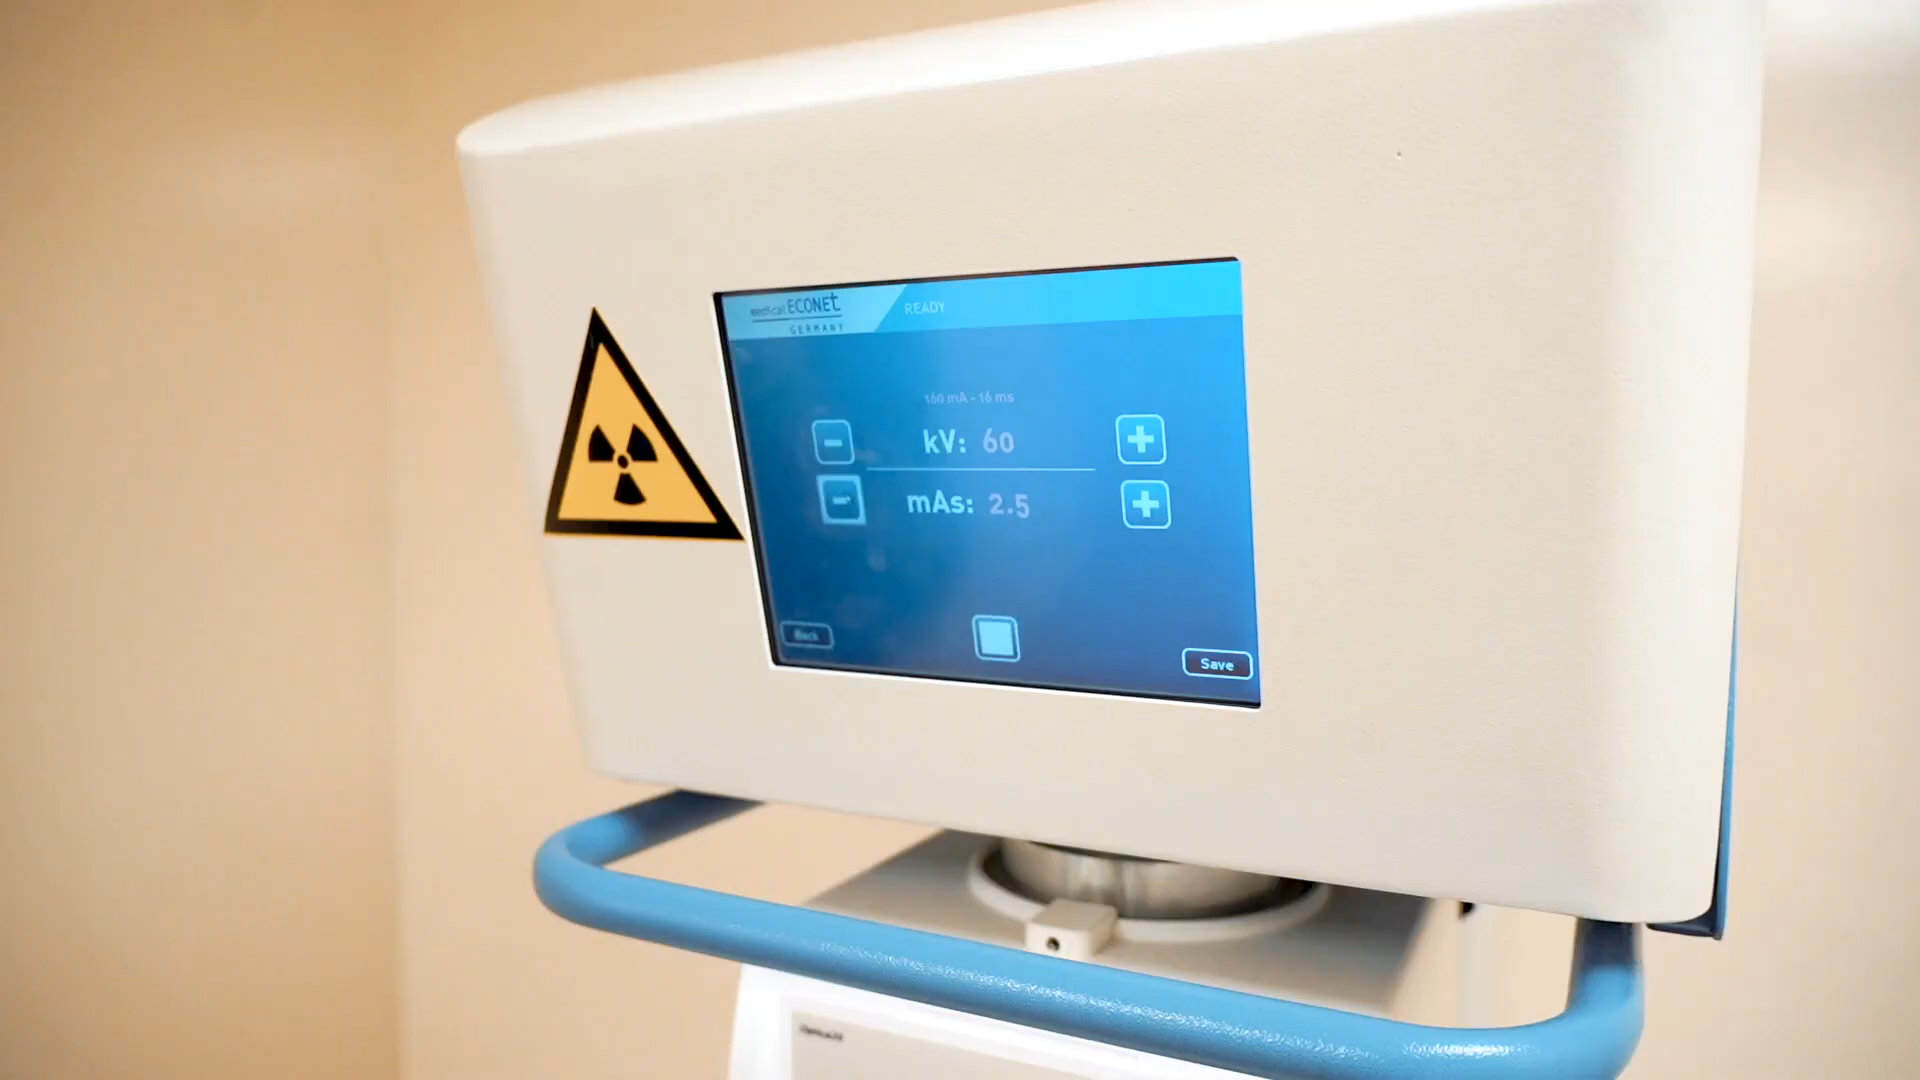 medical ECONET
GERMANY
READY
160 mA - 16 ms
kV: 60
mAs: 2.5
Back
Save